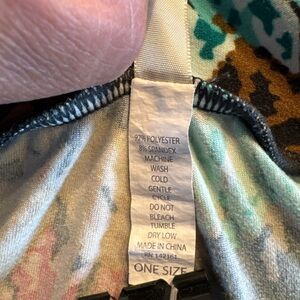 92% POLYESTER
8% SPANDEX
MACHINE
WASH
COLD
GENTLE
CYCLE
DO NOT
BLEACH
TUMBLE
DRY LOW
MADE IN CHINA
RN 142161
ONE SIZE